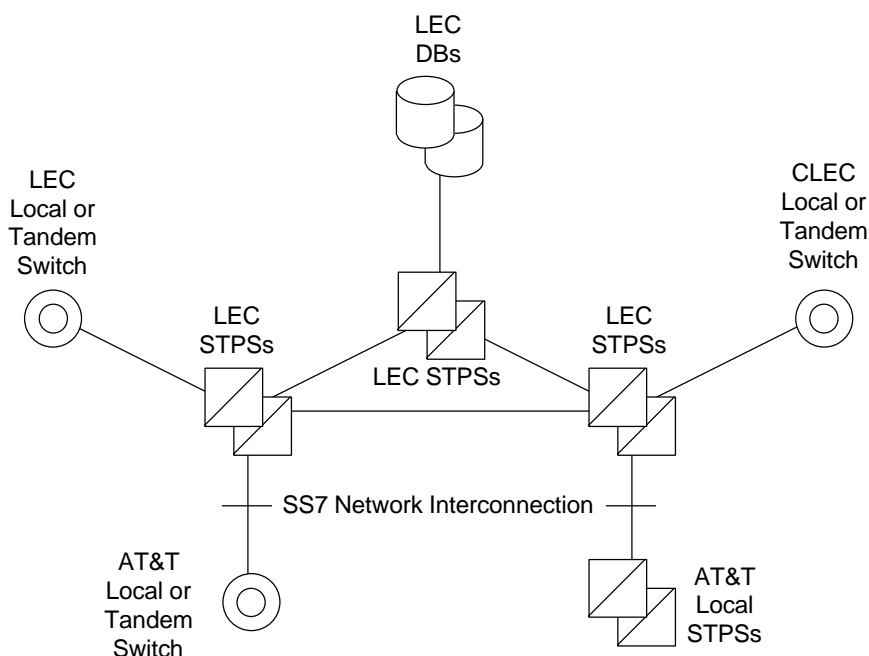 LEC
DBs
LEC
Local or
Tandem
Switch
CLEC
Local or
Tandem
Switch
LEC
STPSs
LEC
STPSs
LEC STPSs
SS7 Network Interconnection
AT&T
Local or
Tandem
Switch
AT&T
Local
STPSs